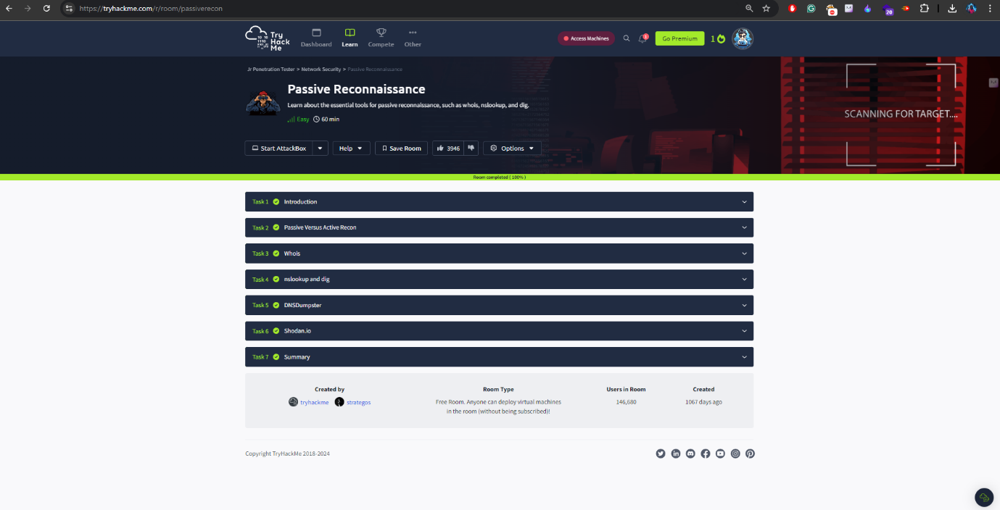 https://tryhackme.com/r/room/passiverecon
20
Try
Hack
Me
Dashboard
Learn
Compete
Other
Access Machines
1
Go Premium
1
Jr Penetration Tester > Network Security > Passive Reconnaissance
Passive Reconnaissance
Learn about the essential tools for passive reconnaissance, such as whois, nslookup, and dig.
Easy 60 min
SCANNING FOR TARGET....
Start AttackBox
Help
Save Room
3946
Options
Room completed ( 100% )
Task 1 Introduction
Task 2 Passive Versus Active Recon
Task 3 Whois
Task 4 nslookup and dig
Task 5 DNSDumpster
Task 6 Shodan.io
Task 7 Summary
Created by
tryhackme strategos
Room Type
Free Room. Anyone can deploy virtual machines
in the room (without being subscribed)!
Users in Room
146,680
Created
1067 days ago
Copyright TryHackMe 2018-2024